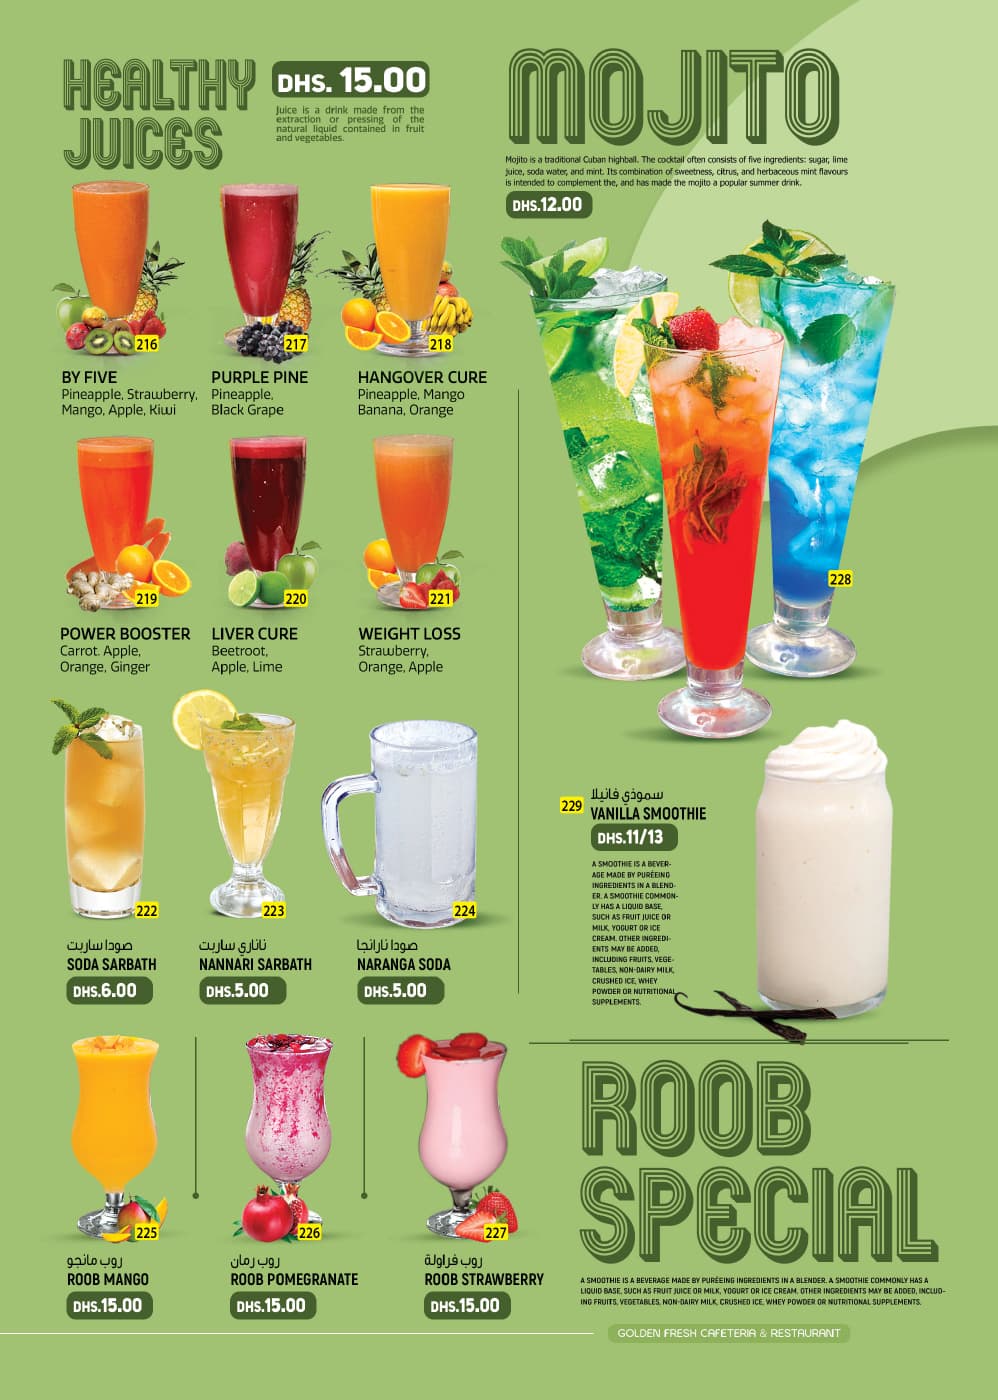 HEALTHY
JUICES
DHS. 15.00
Juice is a drink made from the
extraction or pressing of the
natural liquid contained in fruit
and vegetables.
216
217
218
BY FIVE
Pineapple, Strawberry,
Mango, Apple, Kiwi
PURPLE PINE
Pineapple,
Black Grape
HANGOVER CURE
Pineapple, Mango
Banana, Orange
219
220
221
POWER BOOSTER
Carrot. Apple,
Orange, Ginger
LIVER CURE
Beetroot,
Apple, Lime
WEIGHT LOSS
Strawberry,
Orange, Apple
222
223
224
صودا ساربت
SODA SARBATH
DHS.6.00
ناناري ساربت
NANNARI SARBATH
DHS.5.00
صودا نارانجا
NARANGA SODA
DHS.5.00
225
226
227
روب مانجو
ROOB MANGO
DHS.15.00
روب رمان
ROOB POMEGRANATE
DHS.15.00
روب فراولة
ROOB STRAWBERRY
DHS.15.00
MOJITO
Mojito is a traditional Cuban highball. The cocktail often consists of five ingredients: sugar, lime
juice, soda water, and mint. Its combination of sweetness, citrus, and herbaceous mint flavours
is intended to complement the, and has made the mojito a popular summer drink.
DHS.12.00
228
229
سموذي فانيلا
VANILLA SMOOTHIE
DHS.11/13
A SMOOTHIE IS A BEVER-
AGE MADE BY PURÉEING
INGREDIENTS IN A BLEND-
ER. A SMOOTHIE COMMON-
LY HAS A LIQUID BASE,
SUCH AS FRUIT JUICE OR
MILK, YOGURT OR ICE
CREAM. OTHER INGREDI-
ENTS MAY BE ADDED,
INCLUDING FRUITS, VEGE-
TABLES, NON-DAIRY MILK,
CRUSHED ICE, WHEY
POWDER OR NUTRITIONAL
SUPPLEMENTS.
ROOB
SPECIAL
A SMOOTHIE IS A BEVERAGE MADE BY PURÉEING INGREDIENTS IN A BLENDER. A SMOOTHIE COMMONLY HAS A
LIQUID BASE, SUCH AS FRUIT JUICE OR MILK, YOGURT OR ICE CREAM. OTHER INGREDIENTS MAY BE ADDED, INCLUD-
ING FRUITS, VEGETABLES, NON-DAIRY MILK, CRUSHED ICE, WHEY POWDER OR NUTRITIONAL SUPPLEMENTS.
GOLDEN FRESH CAFETERIA & RESTAURANT